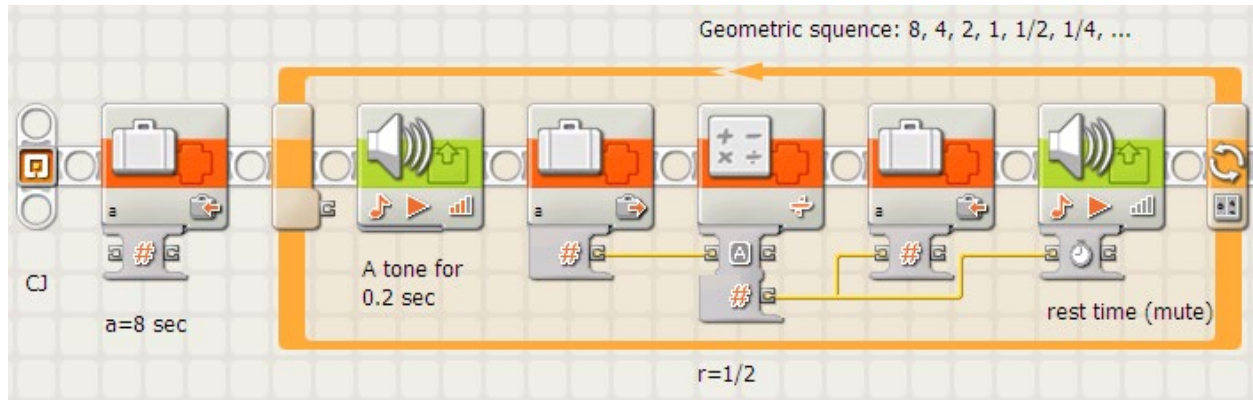 Geometric squence: 8, 4, 2, 1, 1/2, 1/4, ...
a
a
a
A
#
#
#
#
CJ
A tone for
0.2 sec
a=8 sec
rest time (mute)
r=1/2